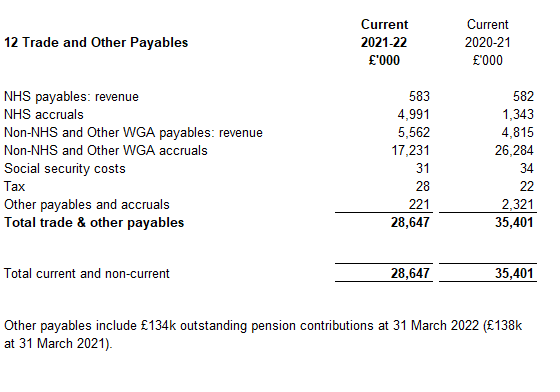 Current Current
12 Trade and Other Payables 2021-22 2020-21
£'000 £'000
NHS payables: revenue 583 582
NHS accruals 4,991 1,343
Non-NHS and Other WGA payables: revenue 5,562 4,815
Non-NHS and Other WGA accruals 17,231 26,284
Social security costs 31 34
Tax 28 22
Other payables and accruals 221 2,321
Total trade & other payables 28,647 35,401
Total current and non-current 28,647 35,401
Other payables include £134k outstanding pension contributions at 31 March 2022 (£138k
at 31 March 2021).